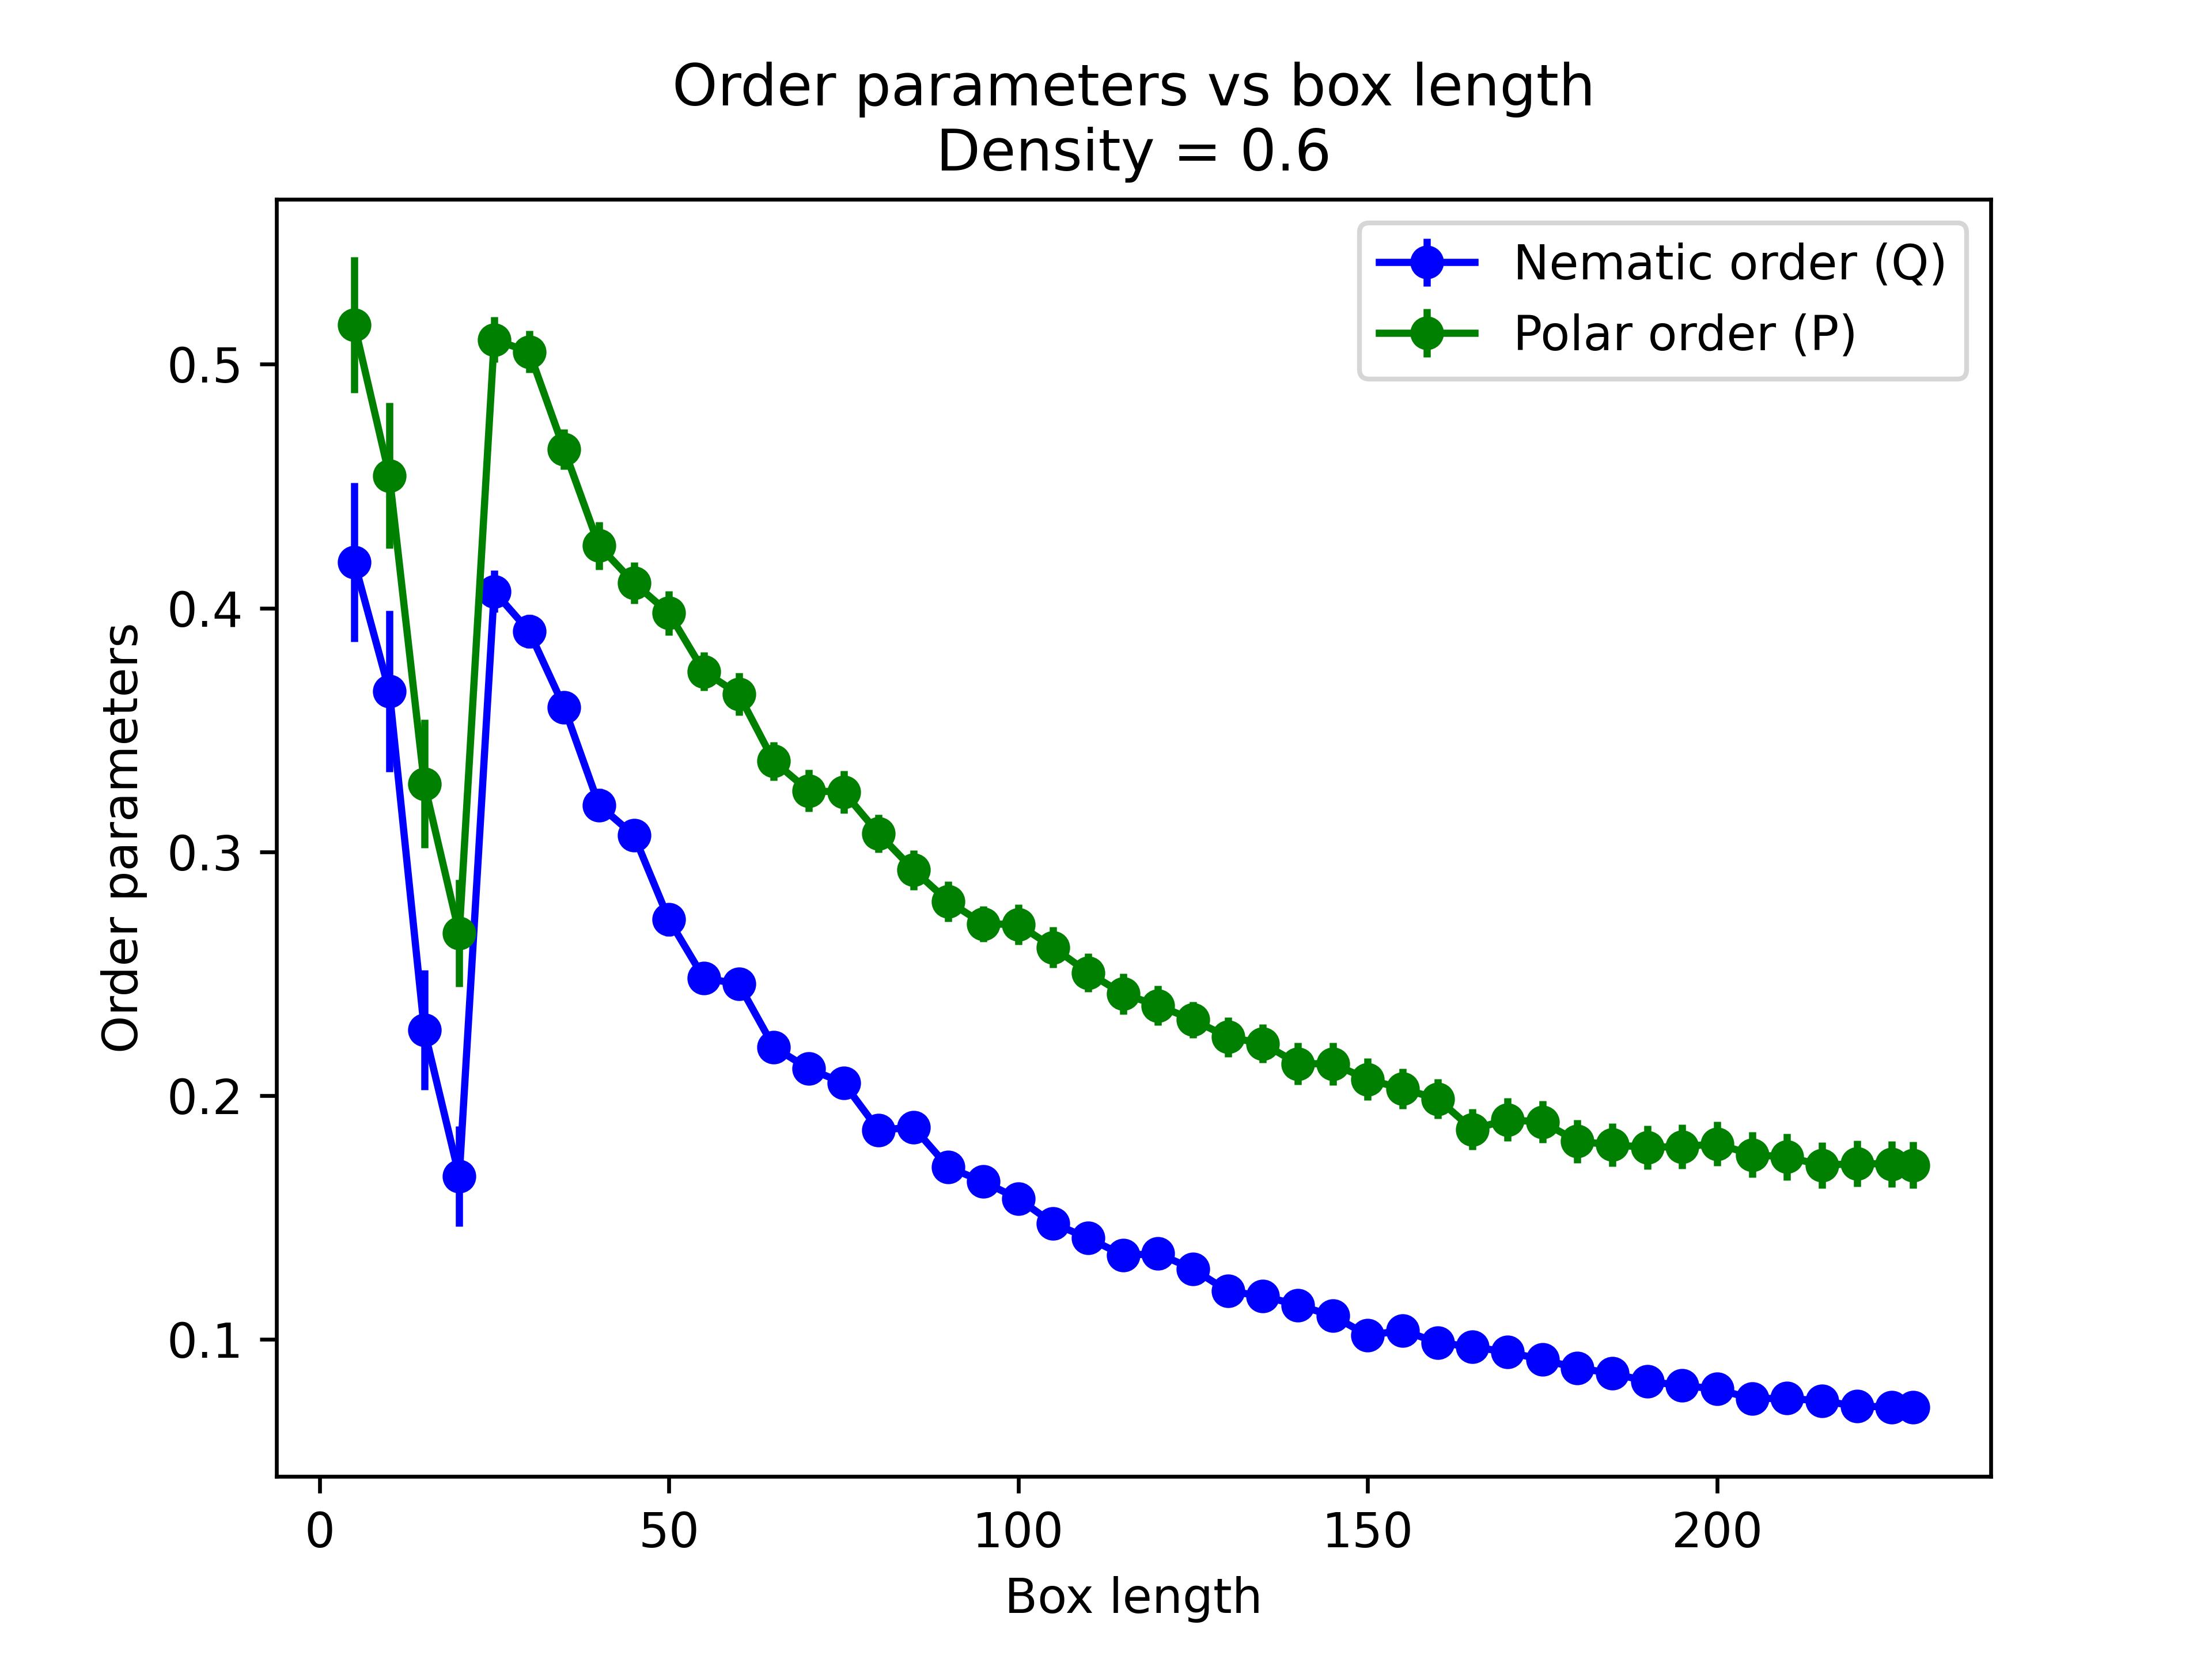 Order parameters vs box length
Density = 0.6
Nematic order (Q)
Polar order (P)
Order parameters
0.5
0.4
0.3
0.2
0.1
0 50 100 150 200
Box length